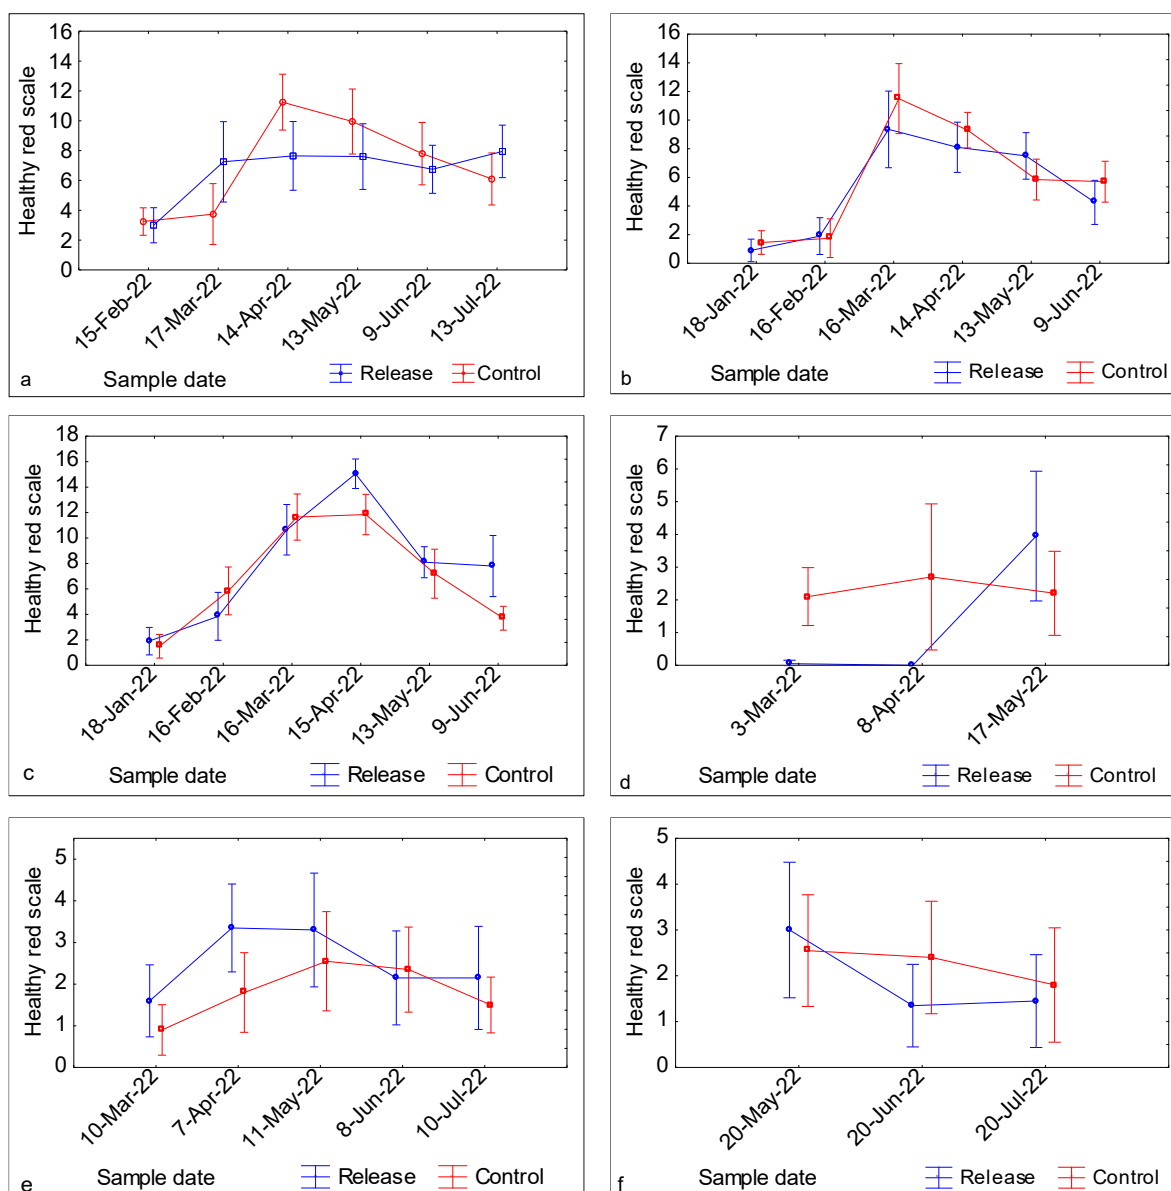 Healthy red scale
16
14
12
10
8
6
4
2
0
15-Feb-22
17-Mar-22
14-Apr-22
13-May-22
9-Jun-22
13-Jul-22
a
Sample date
Release
Control
Healthy red scale
16
14
12
10
8
6
4
2
0
18-Jan-22
16-Feb-22
16-Mar-22
14-Apr-22
13-May-22
9-Jun-22
b
Sample date
Release
Control
Healthy red scale
18
16
14
12
10
8
6
4
2
0
18-Jan-22
16-Feb-22
16-Mar-22
15-Apr-22
13-May-22
9-Jun-22
c
Sample date
Release
Control
Healthy red scale
7
6
5
4
3
2
1
0
3-Mar-22
8-Apr-22
17-May-22
d
Sample date
Release
Control
Healthy red scale
5
4
3
2
1
0
10-Mar-22
7-Apr-22
11-May-22
8-Jun-22
10-Jul-22
e
Sample date
Release
Control
Healthy red scale
5
4
3
2
1
0
20-May-22
20-Jun-22
20-Jul-22
f
Sample date
Release
Control